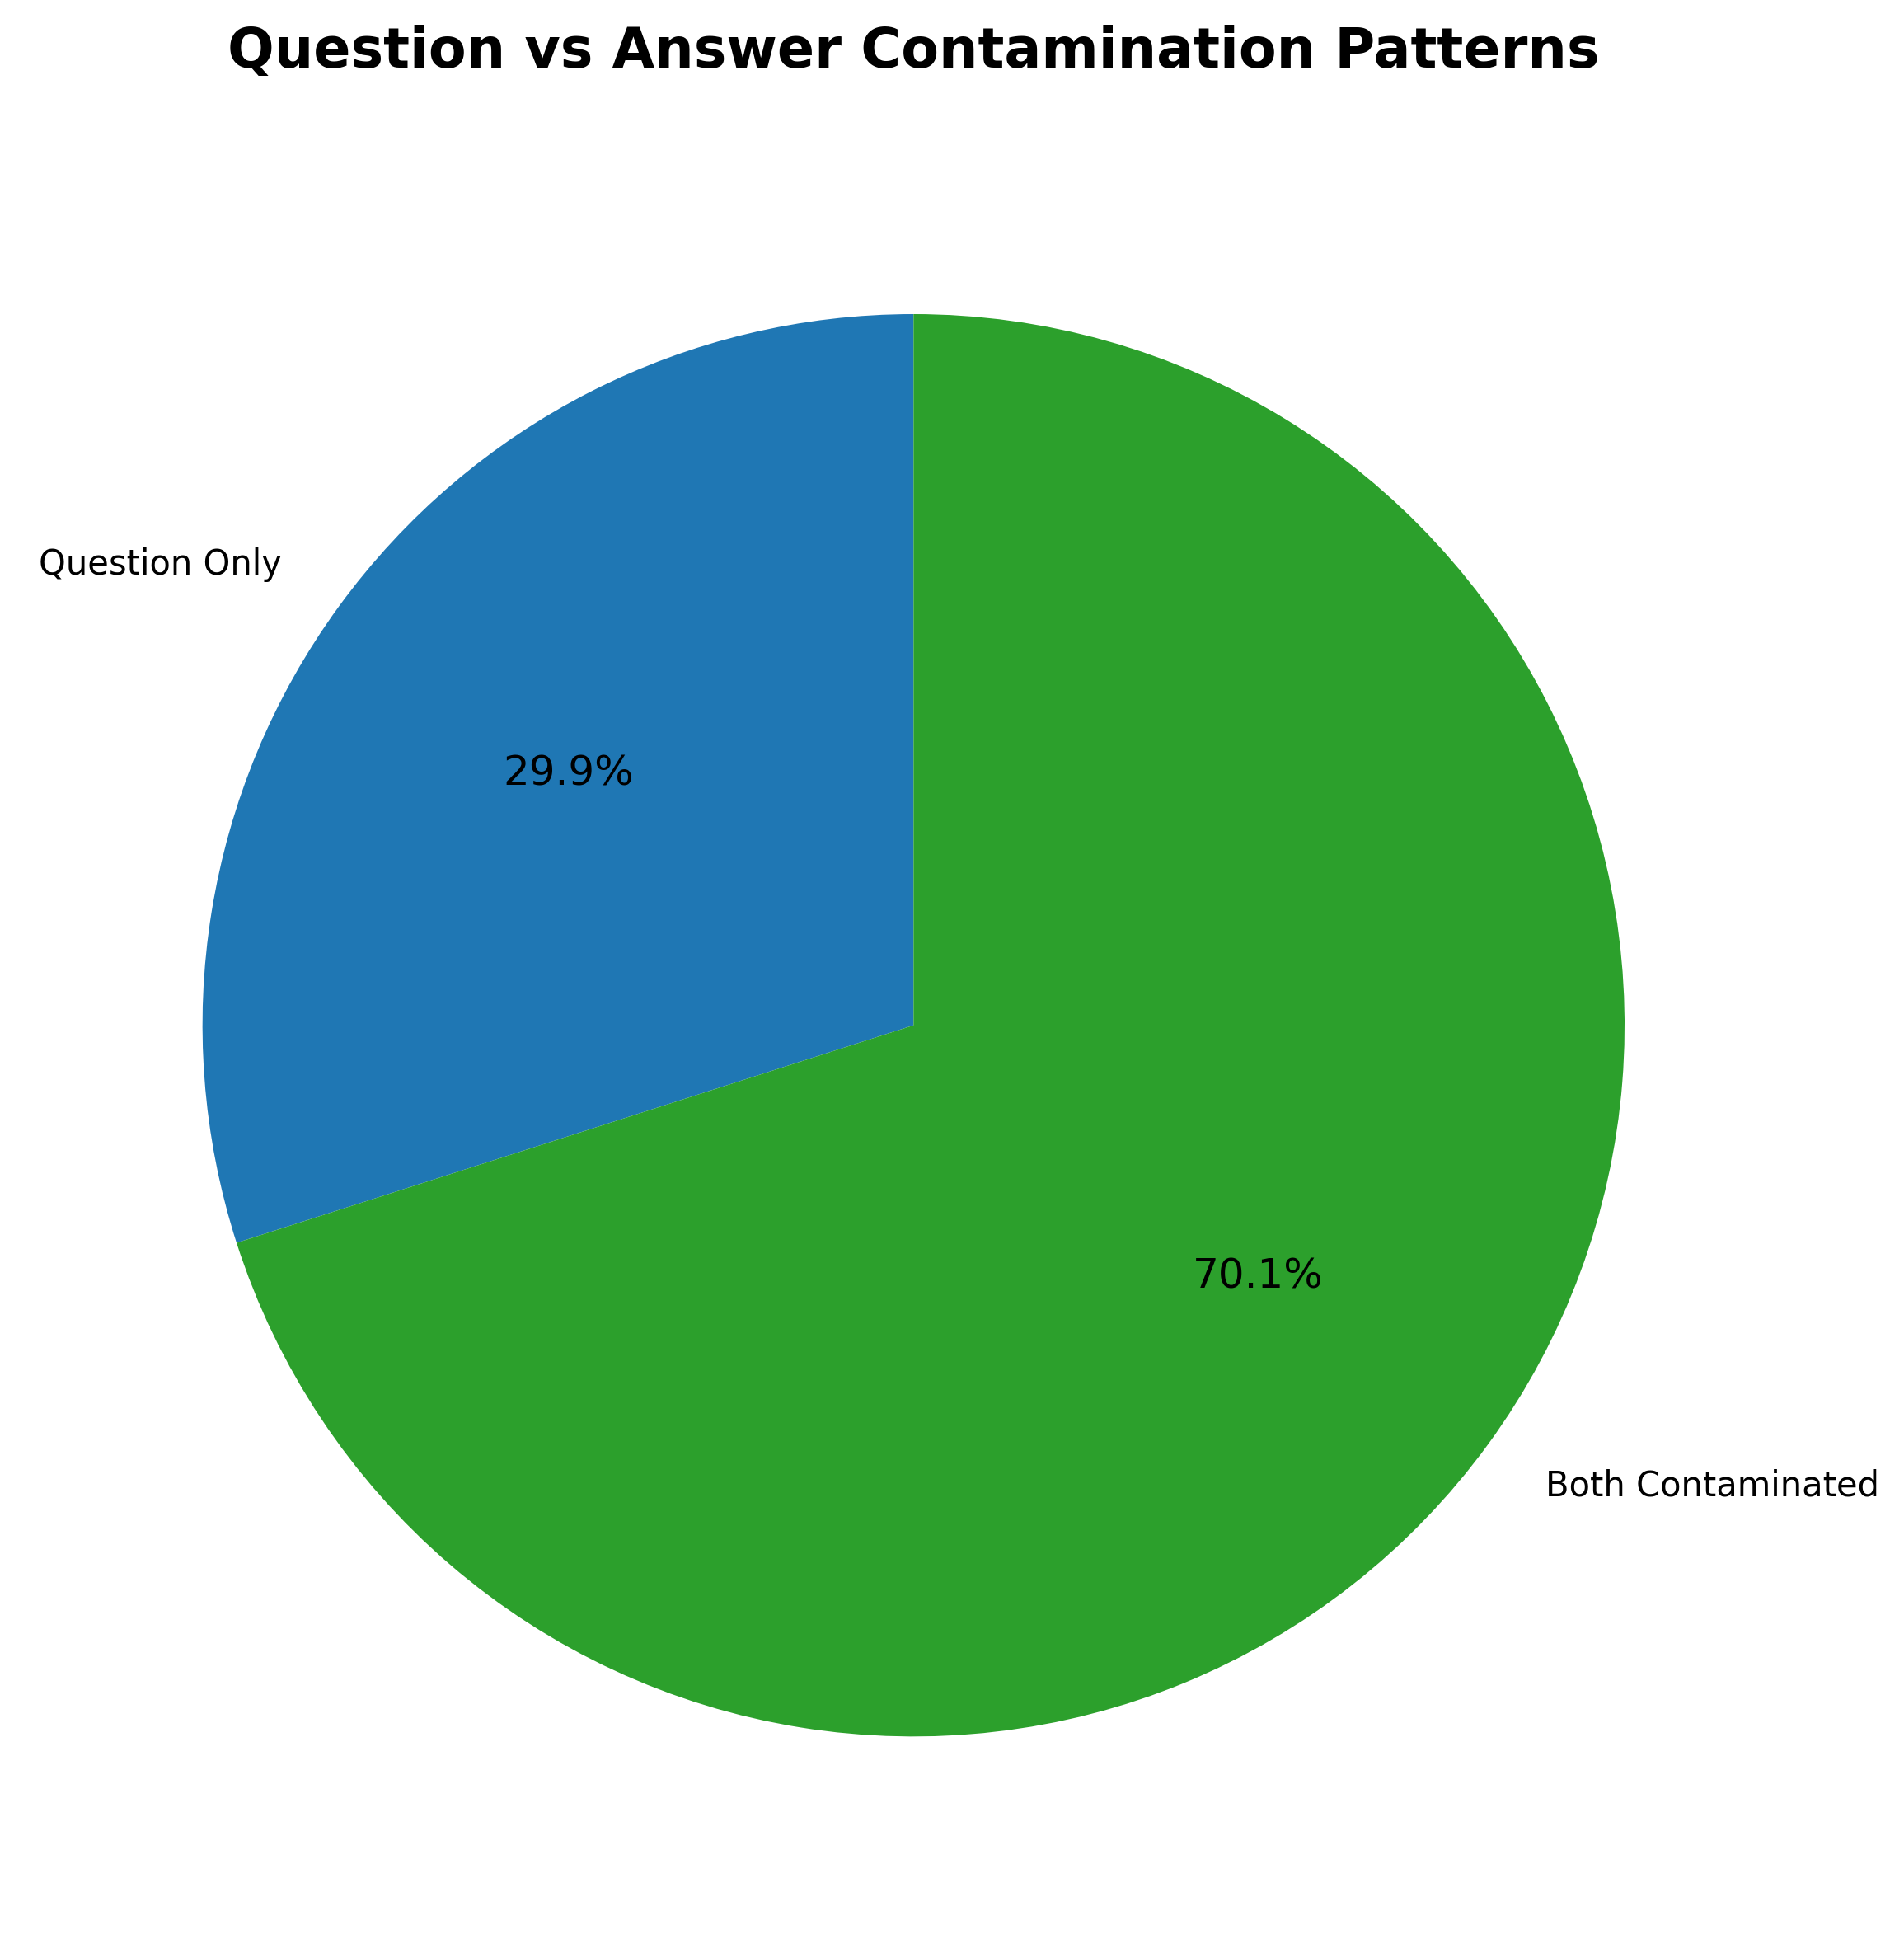 Question vs Answer Contamination Patterns
Question Only
29.9%
70.1%
Both Contaminated